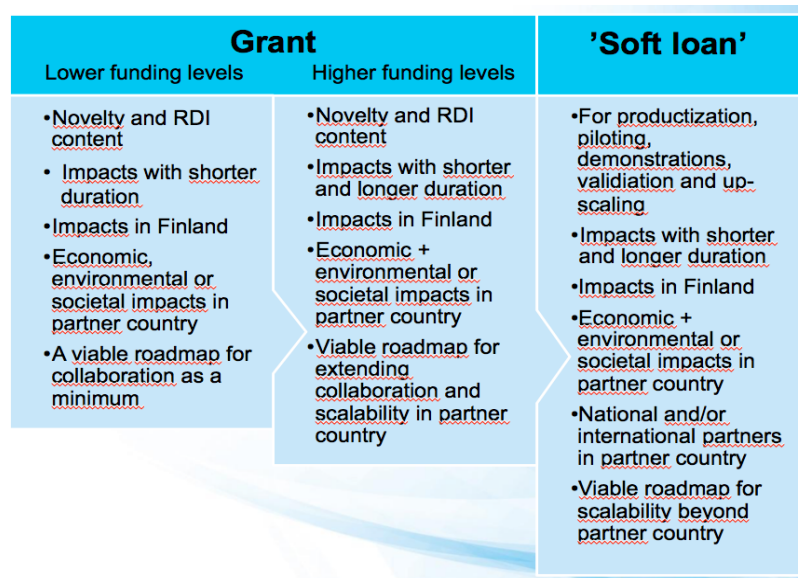 Grant
Lower funding levels
Higher funding levels
’Soft loan’
•Novelty and RDI
content
• Impacts with shorter
duration
•Impacts in Finland
•Economic,
environmental or
societal impacts in
partner country
•A viable roadmap for
collaboration as a
minimum
•Novelty and RDI
content
•Impacts with shorter
and longer duration
•Impacts in Finland
•Economic +
environmental or
societal impacts in
partner country
•Viable roadmap for
extending
collaboration and
scalability in partner
country
•For productization,
piloting,
demonstrations,
validiation and up-
scaling
•Impacts with shorter
and longer duration
•Impacts in Finland
•Economic +
environmental or
societal impacts in
partner country
•National and/or
international partners
in partner country
•Viable roadmap for
scalability beyond
partner country